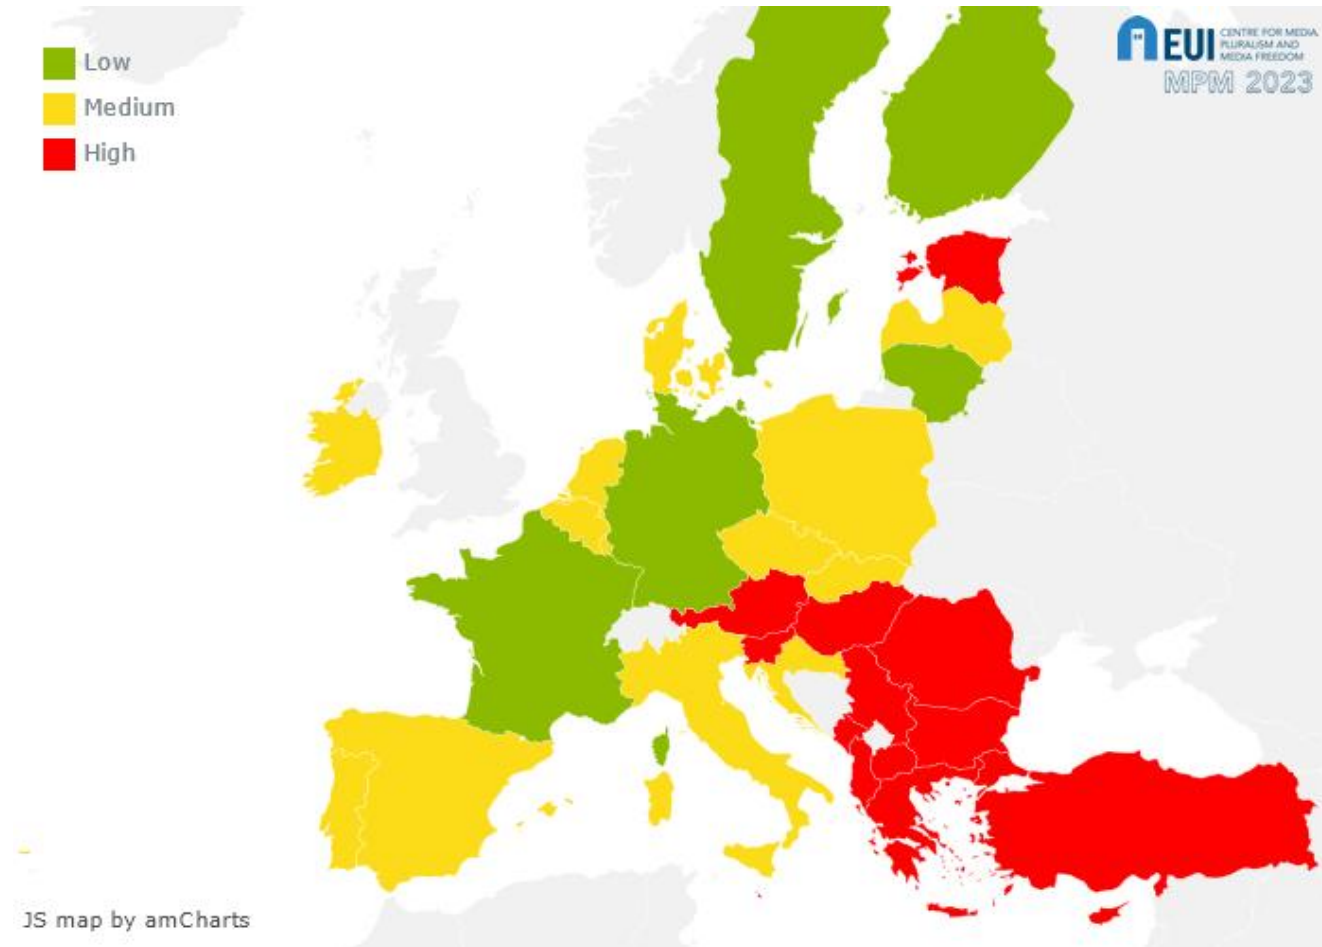 Low
Medium
High
EUI
CENTRE FOR MEDIA
PLURALISM AND
MEDIA FREEDOM
MPM 2023
JS map by amCharts